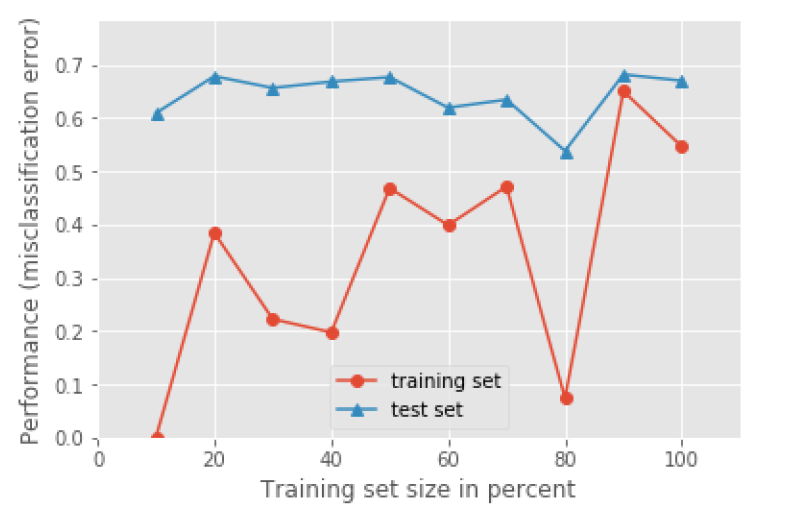 Performance (misclassification error)
0.7
0.6
0.5
0.4
0.3
0.2
0.1
0.0
training set
test set
0 20 40 60 80 100
Training set size in percent